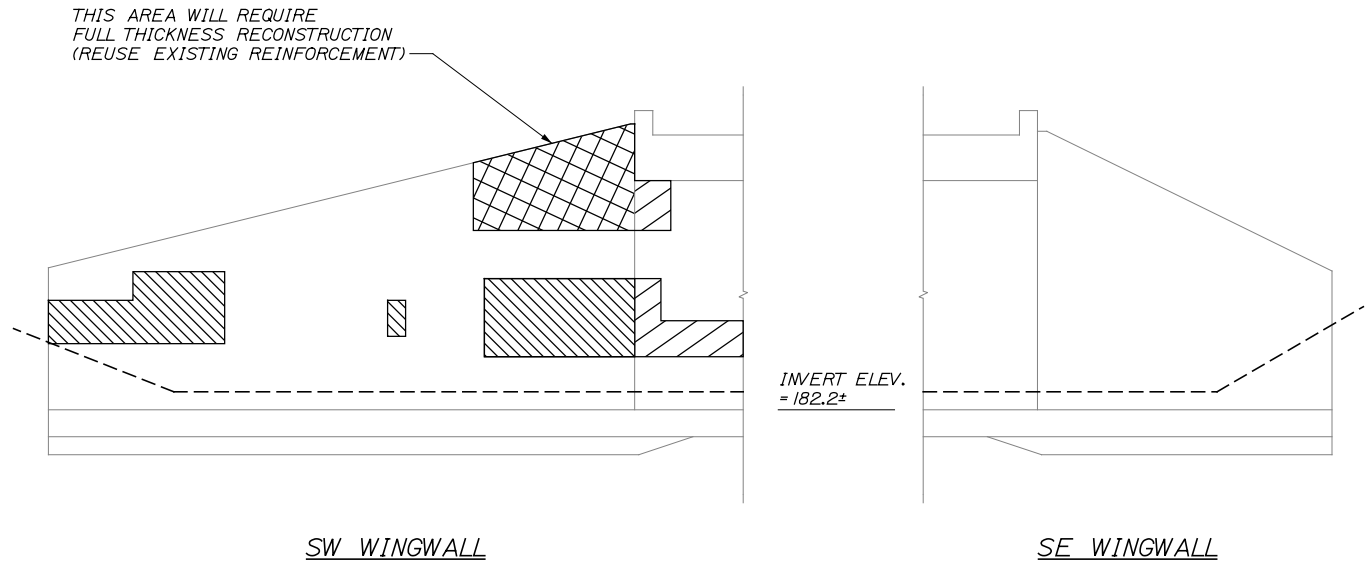 THIS AREA WILL REQUIRE
FULL THICKNESS RECONSTRUCTION
(REUSE EXISTING REINFORCEMENT)
INVERT ELEV.
=182.2±
SW WINGWALL
SE WINGWALL